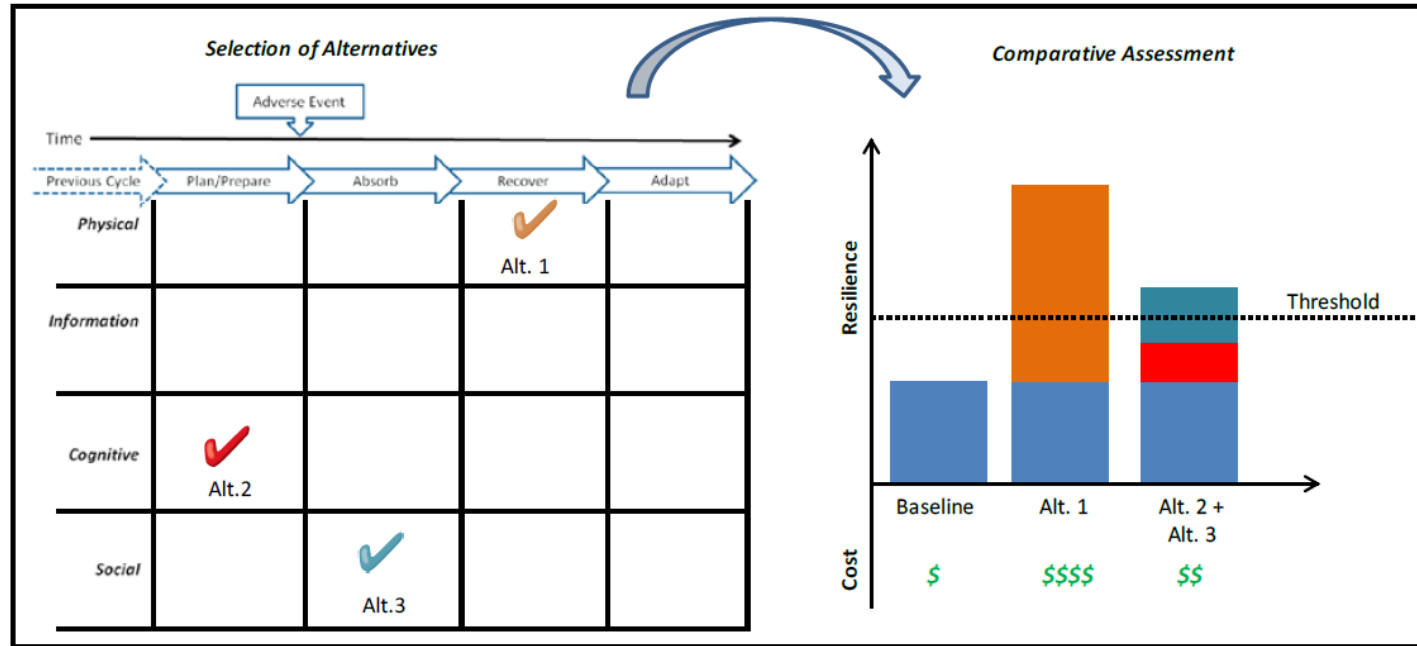 Selection of Alternatives
Adverse Event
Time
Previous Cycle
Plan/Prepare
Absorb
Recover
Adapt
Physical
Alt. 1
Information
Cognitive
Alt.2
Social
Alt.3
Comparative Assessment
Resilience
Threshold
Baseline
Alt. 1
Alt. 2 +
Alt. 3
Cost
$
$$$$
$$